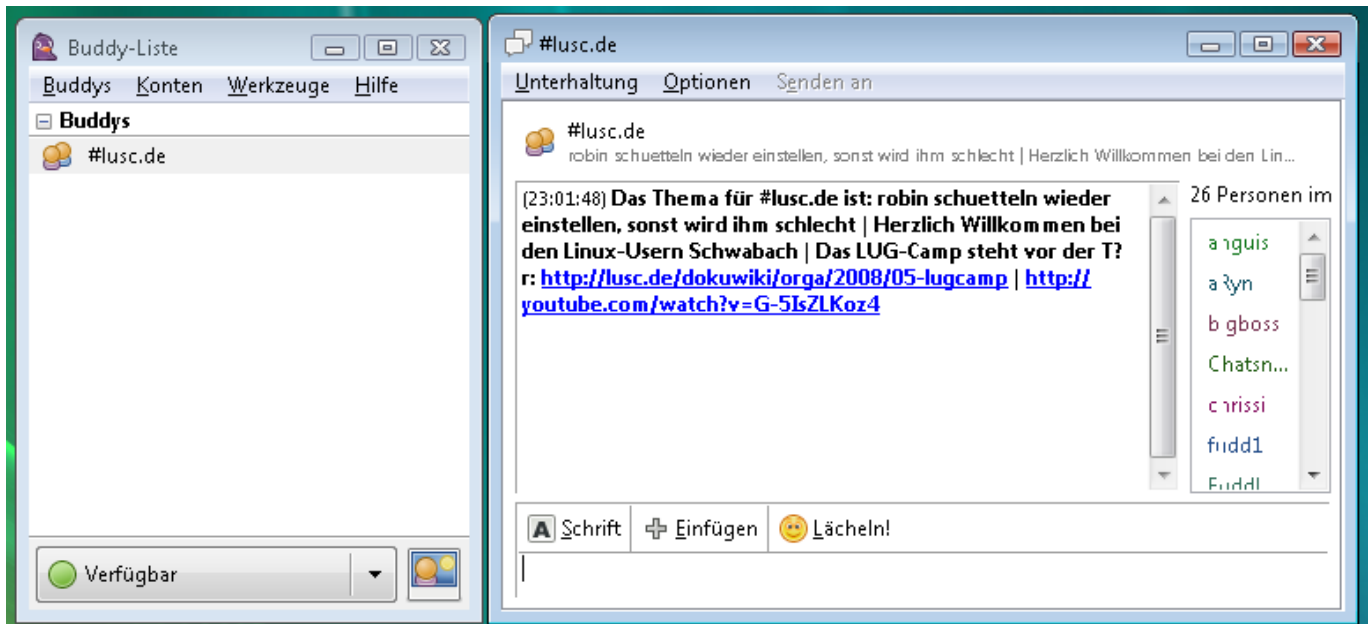 Buddy-Liste
Buddys Konten Werkzeuge Hilfe
Buddys
#lusc.de
Verfügbar
#lusc.de
Unterhaltung Optionen Senden an
#lusc.de
robin schuetteln wieder einstellen, sonst wird ihm schlecht | Herzlich Willkommen bei den Lin...
(23:01:48) Das Thema für #lusc.de ist: robin schuetteln wieder
einstellen, sonst wird ihm schlecht | Herzlich Willkommen bei
den Linux-Usern Schwabach | Das LUG-Camp steht vor der T?
r: http://lusc.de/dokuwiki/orga/2008/05-lugcamp | http://
youtube.com/watch?v=G-5IsZLKoz4
26 Personen im
anguis
aRyn
bigboss
Chatsn...
chrissi
fudd1
Schrift Einfügen Lächeln!